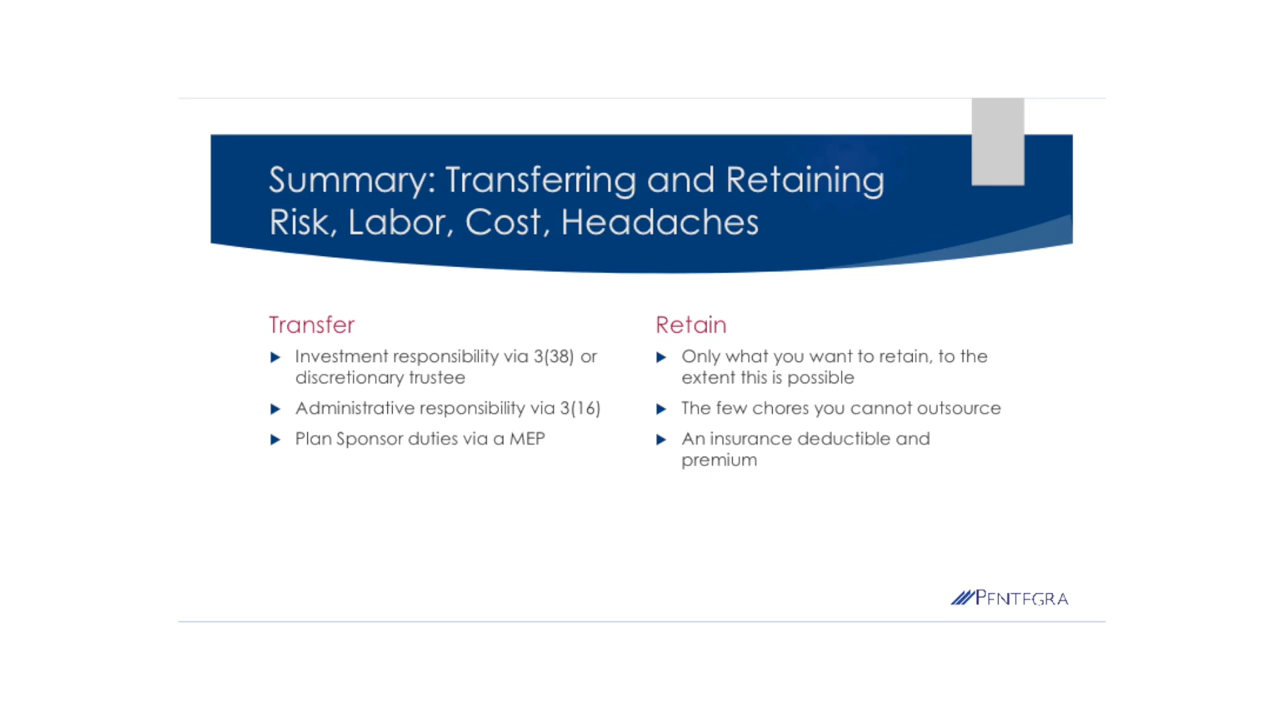 Summary: Transferring and Retaining
Risk, Labor, Cost, Headaches
Transfer
Investment responsibility via 3(38) or
discretionary trustee
Administrative responsibility via 3(16)
Plan Sponsor duties via a MEP
Retain
Only what you want to retain, to the
extent this is possible
The few chores you cannot outsource
An insurance deductible and
premium
PENTEGRA